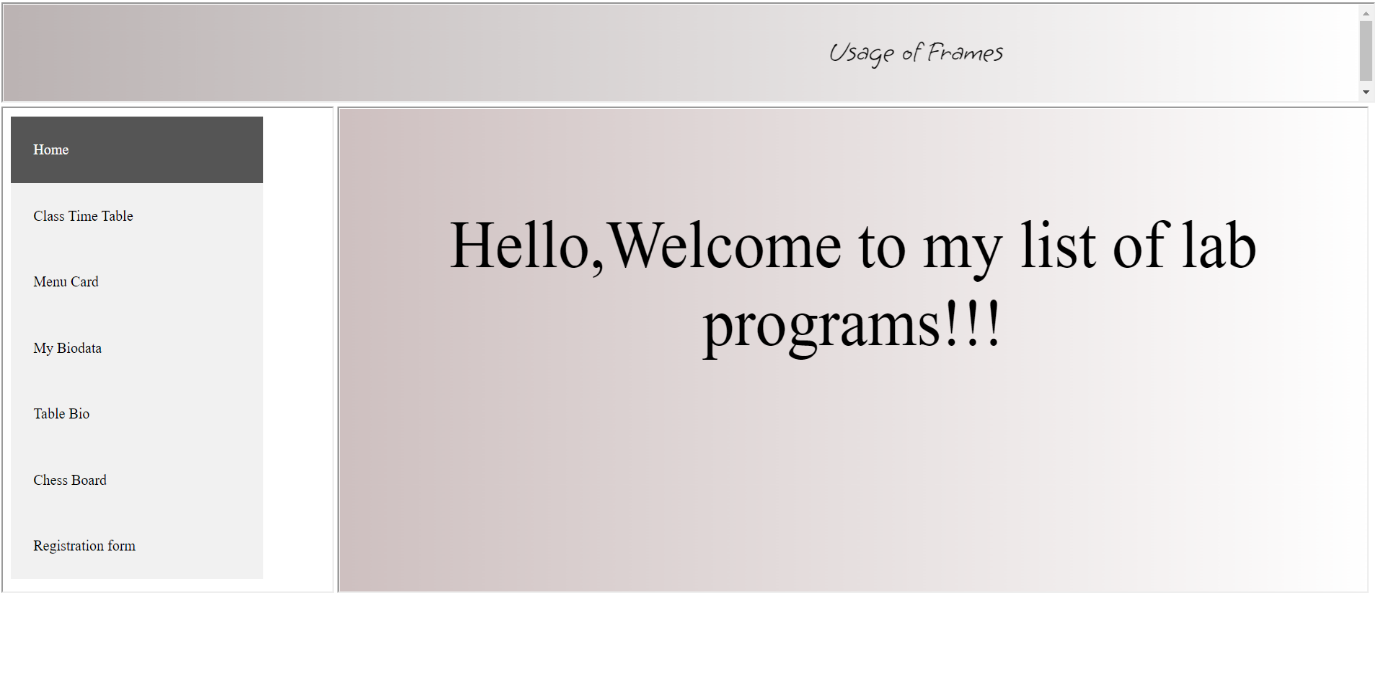 Usage of Frames
Home
Class Time Table
Menu Card
My Biodata
Table Bio
Chess Board
Registration form
Hello,Welcome to my list of lab
programs!!!